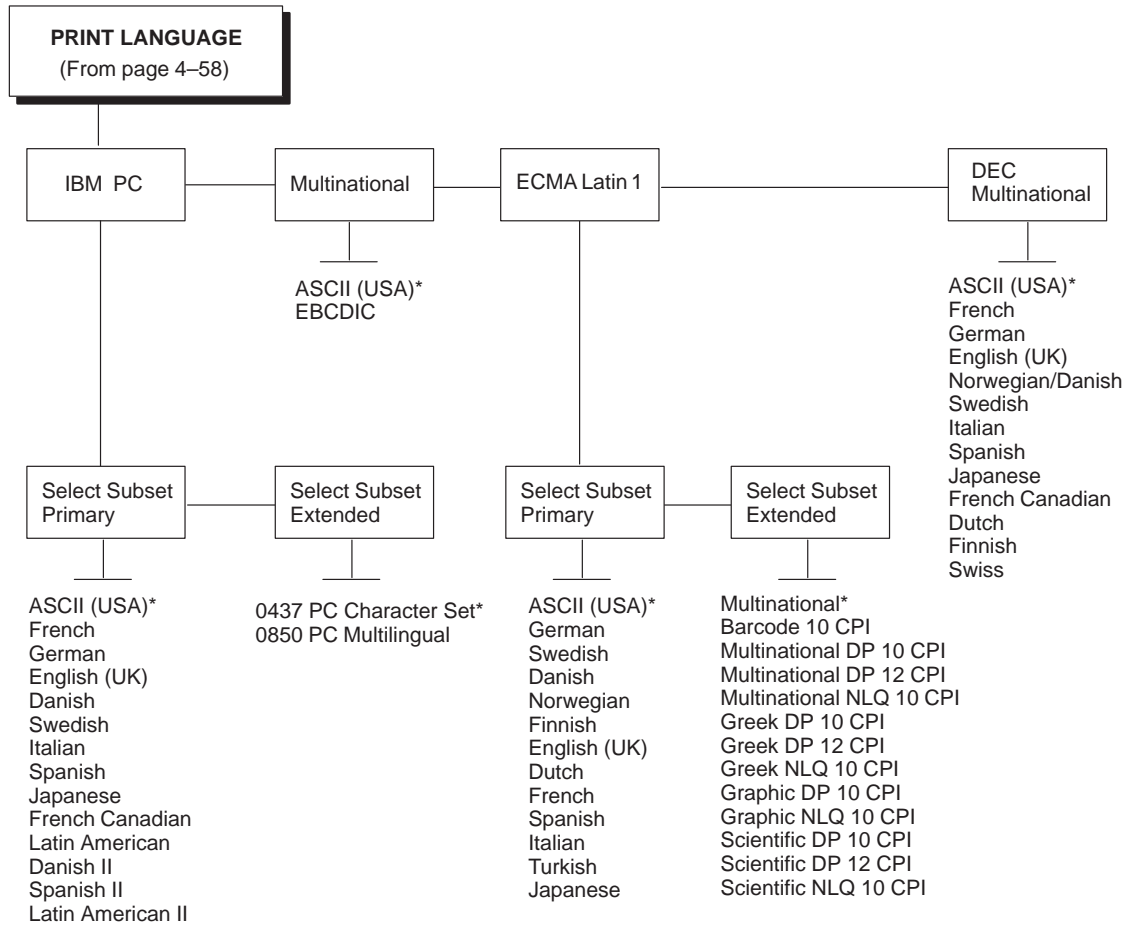 PRINT LANGUAGE
(From page 4–58)
IBM PC
Multinational
ECMA Latin 1
DEC
Multinational
ASCII (USA)*
EBCDIC
ASCII (USA)*
French
German
English (UK)
Norwegian/Danish
Swedish
Italian
Spanish
Japanese
French Canadian
Dutch
Finnish
Swiss
Select Subset
Primary
Select Subset
Extended
Select Subset
Primary
Select Subset
Extended
ASCII (USA)*
French
German
English (UK)
Danish
Swedish
Italian
Spanish
Japanese
French Canadian
Latin American
Danish II
Spanish II
Latin American II
0437 PC Character Set*
0850 PC Multilingual
ASCII (USA)*
German
Swedish
Danish
Norwegian
Finnish
English (UK)
Dutch
French
Spanish
Italian
Turkish
Japanese
Multinational*
Barcode 10 CPI
Multinational DP 10 CPI
Multinational DP 12 CPI
Multinational NLQ 10 CPI
Greek DP 10 CPI
Greek DP 12 CPI
Greek NLQ 10 CPI
Graphic DP 10 CPI
Graphic NLQ 10 CPI
Scientific DP 10 CPI
Scientific DP 12 CPI
Scientific NLQ 10 CPI